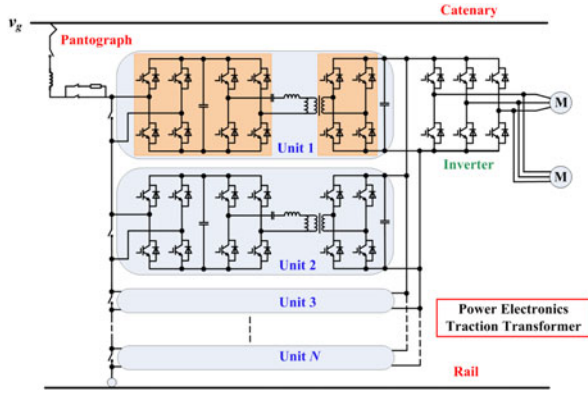 Catenary
v_g
Pantograph
M
Unit 1
Inverter
M
Unit 2
Unit 3
Power Electronics
Traction Transformer
Unit N
Rail